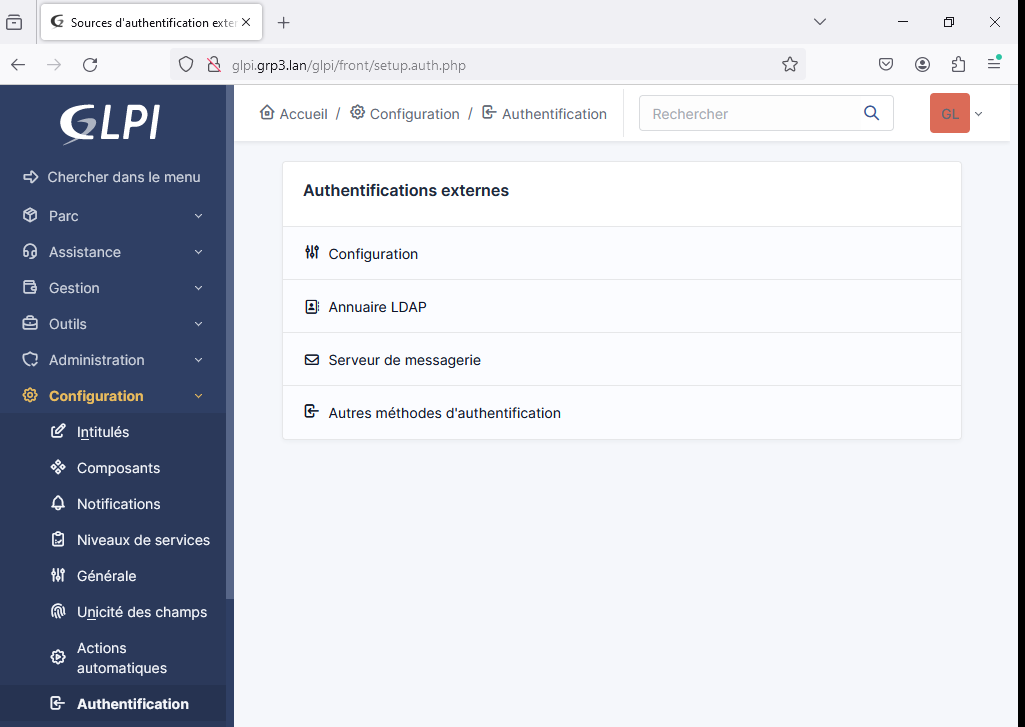 Sources d'authentification exter
glpi.grp3.lan/glpi/front/setup.auth.php
GLPI
Accueil / Configuration / Authentification
Rechercher
GL
Chercher dans le menu
Parc
Assistance
Gestion
Outils
Administration
Configuration
Intitulés
Composants
Notifications
Niveaux de services
Générale
Unicité des champs
Actions
automatiques
Authentification
Authentifications externes
Configuration
Annuaire LDAP
Serveur de messagerie
Autres méthodes d'authentification